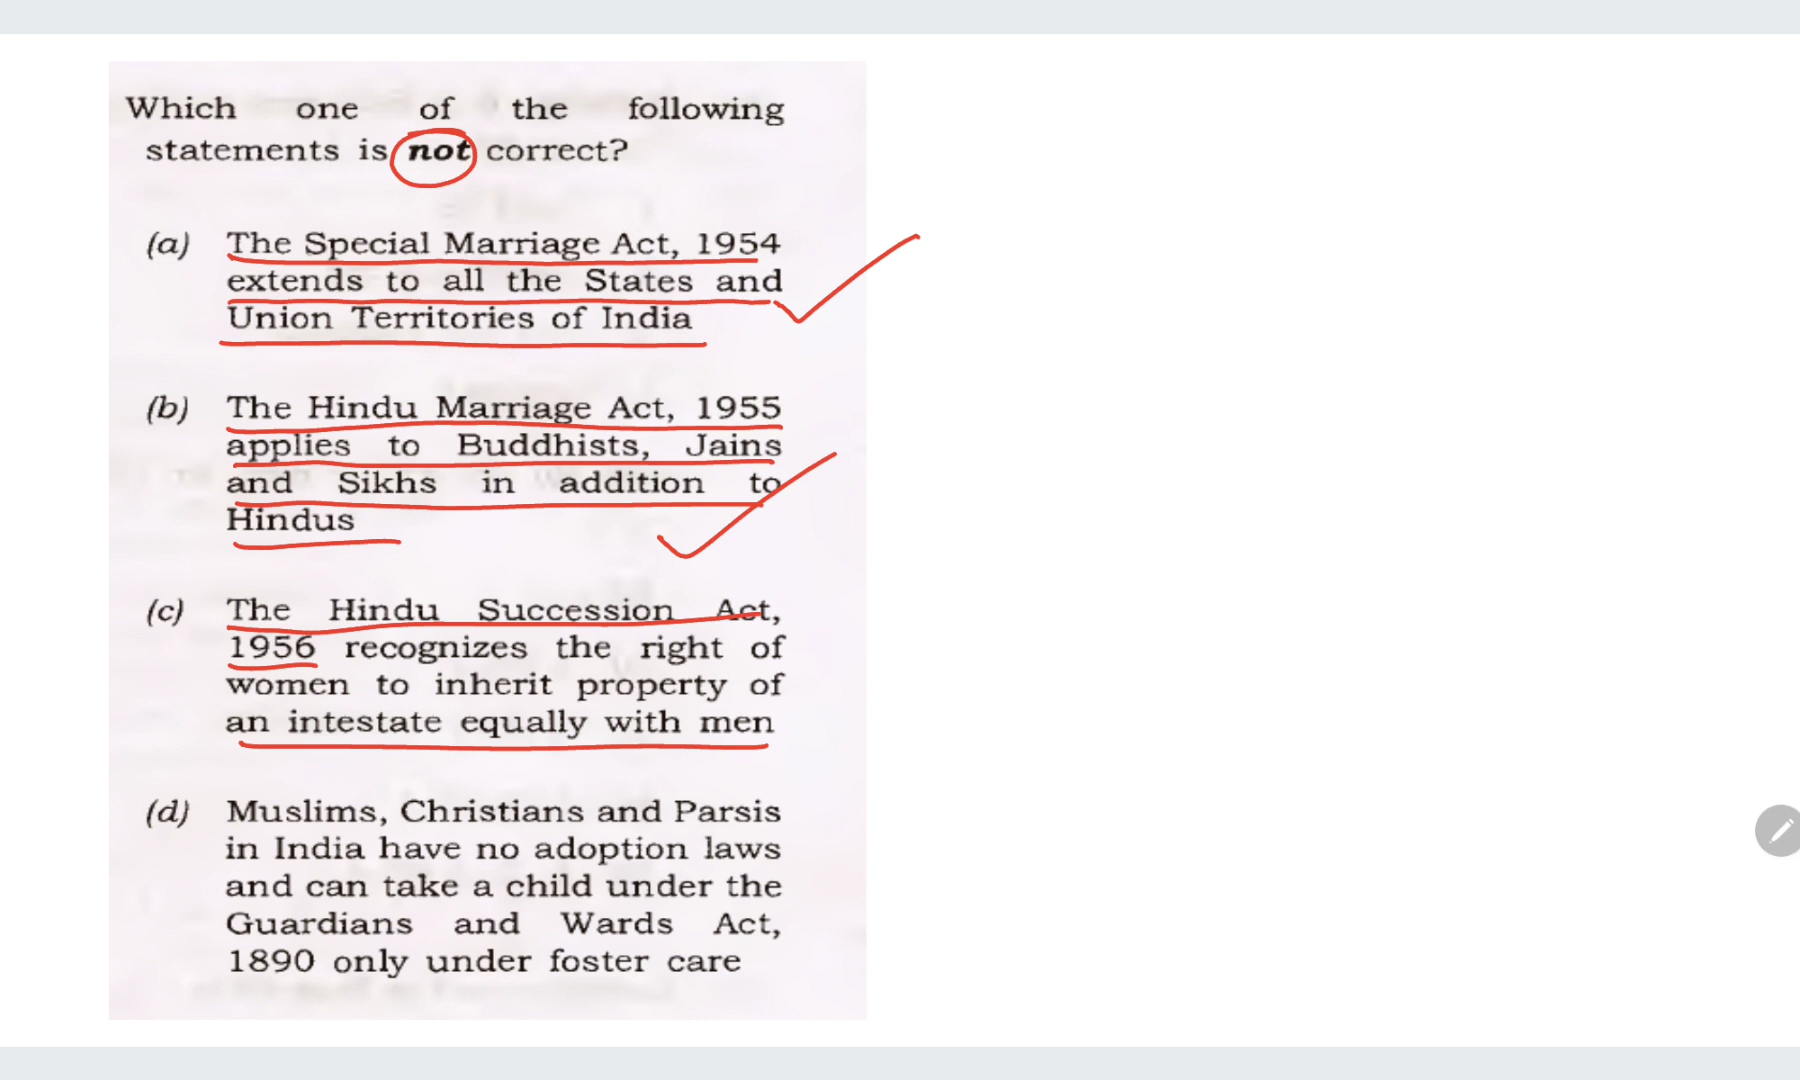 Which one of the following
statements is not correct?
(a) The Special Marriage Act, 1954
extends to all the States and
Union Territories of India
(b) The Hindu Marriage Act, 1955
applies to Buddhists, Jains
and Sikhs in addition to
Hindus
(c) The Hindu Succession Act,
1956 recognizes the right of
women to inherit property of
an intestate equally with men
(d) Muslims, Christians and Parsis
in India have no adoption laws
and can take a child under the
Guardians and Wards Act,
1890 only under foster care